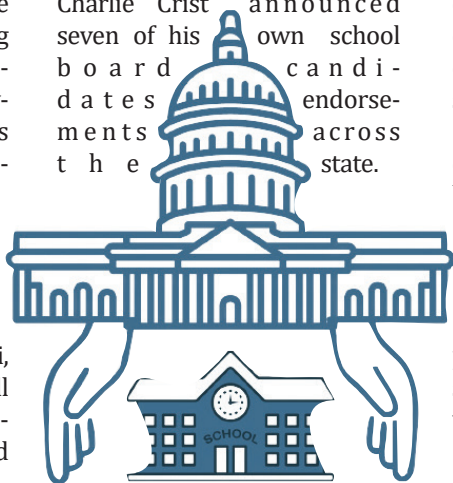 Charlie Crist announced
seven of his own school
board candi-
dates endorse-
ments across
the state.
SCHOOL